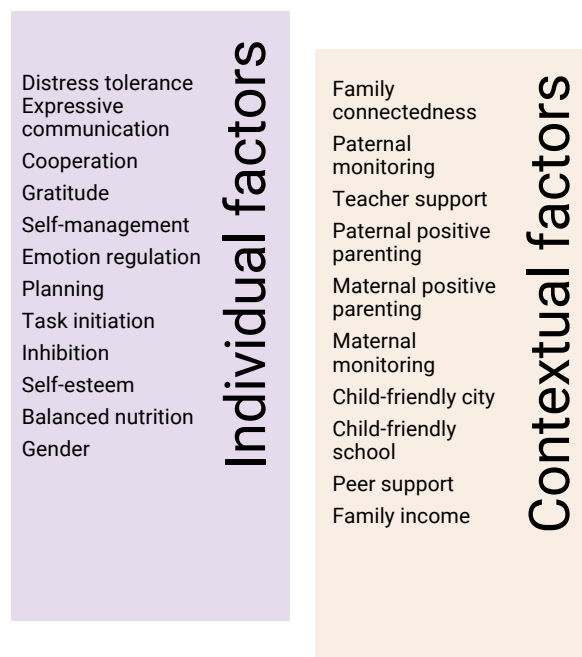 Distress tolerance
Expressive
communication
Cooperation
Gratitude
Self-management
Emotion regulation
Planning
Task initiation
Inhibition
Self-esteem
Balanced nutrition
Gender
Individual factors
Family
connectedness
Paternal
monitoring
Teacher support
Paternal positive
parenting
Maternal positive
parenting
Maternal
monitoring
Child-friendly city
Child-friendly
school
Peer support
Family income
Contextual factors